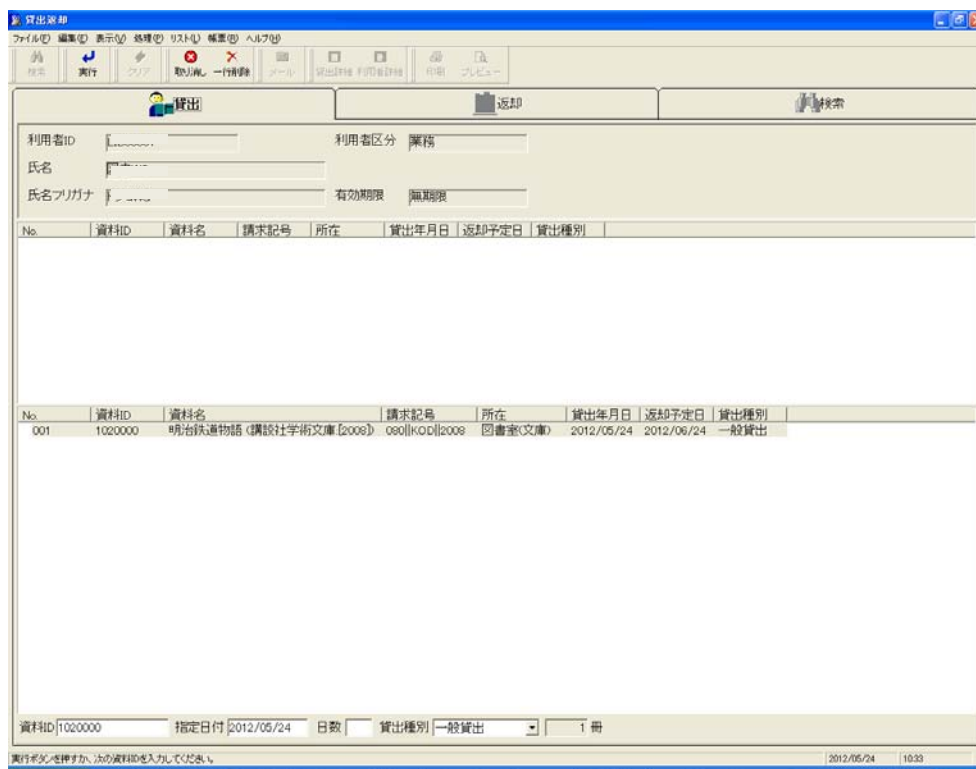 貸出返却
ファイル(F) 編集(E) 表示(V) 処理(P) リスト(L) 帳票(R) ヘルプ(H)
検索 実行 クリア 取り消し 一行削除 メール 貸出詳細 利用者詳細 印刷 プレビュー
貸出 返却 検索
利用者ID 利用者区分 業務
氏名
氏名フリガナ 有効期限 無期限
No. 資料ID 資料名 請求記号 所在 貸出年月日 返却予定日 貸出種別
No. 資料ID 資料名 請求記号 所在 貸出年月日 返却予定日 貸出種別
001 1020000 明治鉄道物語 (講談社学術文庫:[2008]) 080||KOD||2008 図書室(文庫) 2012/05/24 2012/06/24 一般貸出
資料ID 1020000 指定日付 2012/05/24 日数 貸出種別 一般貸出 1 冊
実行ボタンを押すか、次の資料IDを入力してください。 2012/05/24 10:33